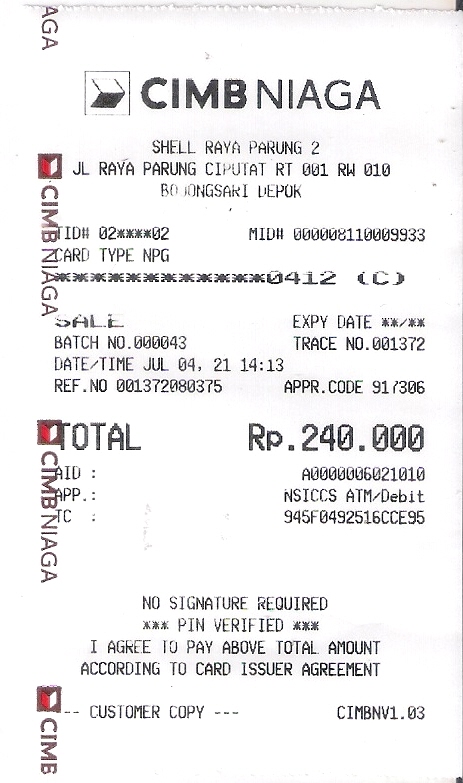 CIMB NIAGA
SHELL RAYA PARUNG 2
JL RAYA PARUNG CIPUTAT RT 001 RW 010
BOJONGSARI DEPOK
TID# 02****02 MID# 000008110009933
CARD TYPE NPG
************0412 (C)
SALE EXPY DATE **/**
BATCH NO.000043 TRACE NO.001372
DATE/TIME JUL 04, 21 14:13
REF.NO 001372080375 APPR.CODE 917306
TOTAL Rp.240.000
AID : A0000006021010
APP.: NSICCS ATM/Debit
TC : 945F0492516CCE95
NO SIGNATURE REQUIRED
*** PIN VERIFIED ***
I AGREE TO PAY ABOVE TOTAL AMOUNT
ACCORDING TO CARD ISSUER AGREEMENT
-- CUSTOMER COPY --- CIMBNV1.03
AGA
CIMB NIAGA
CIMB NIAGA
CIMB